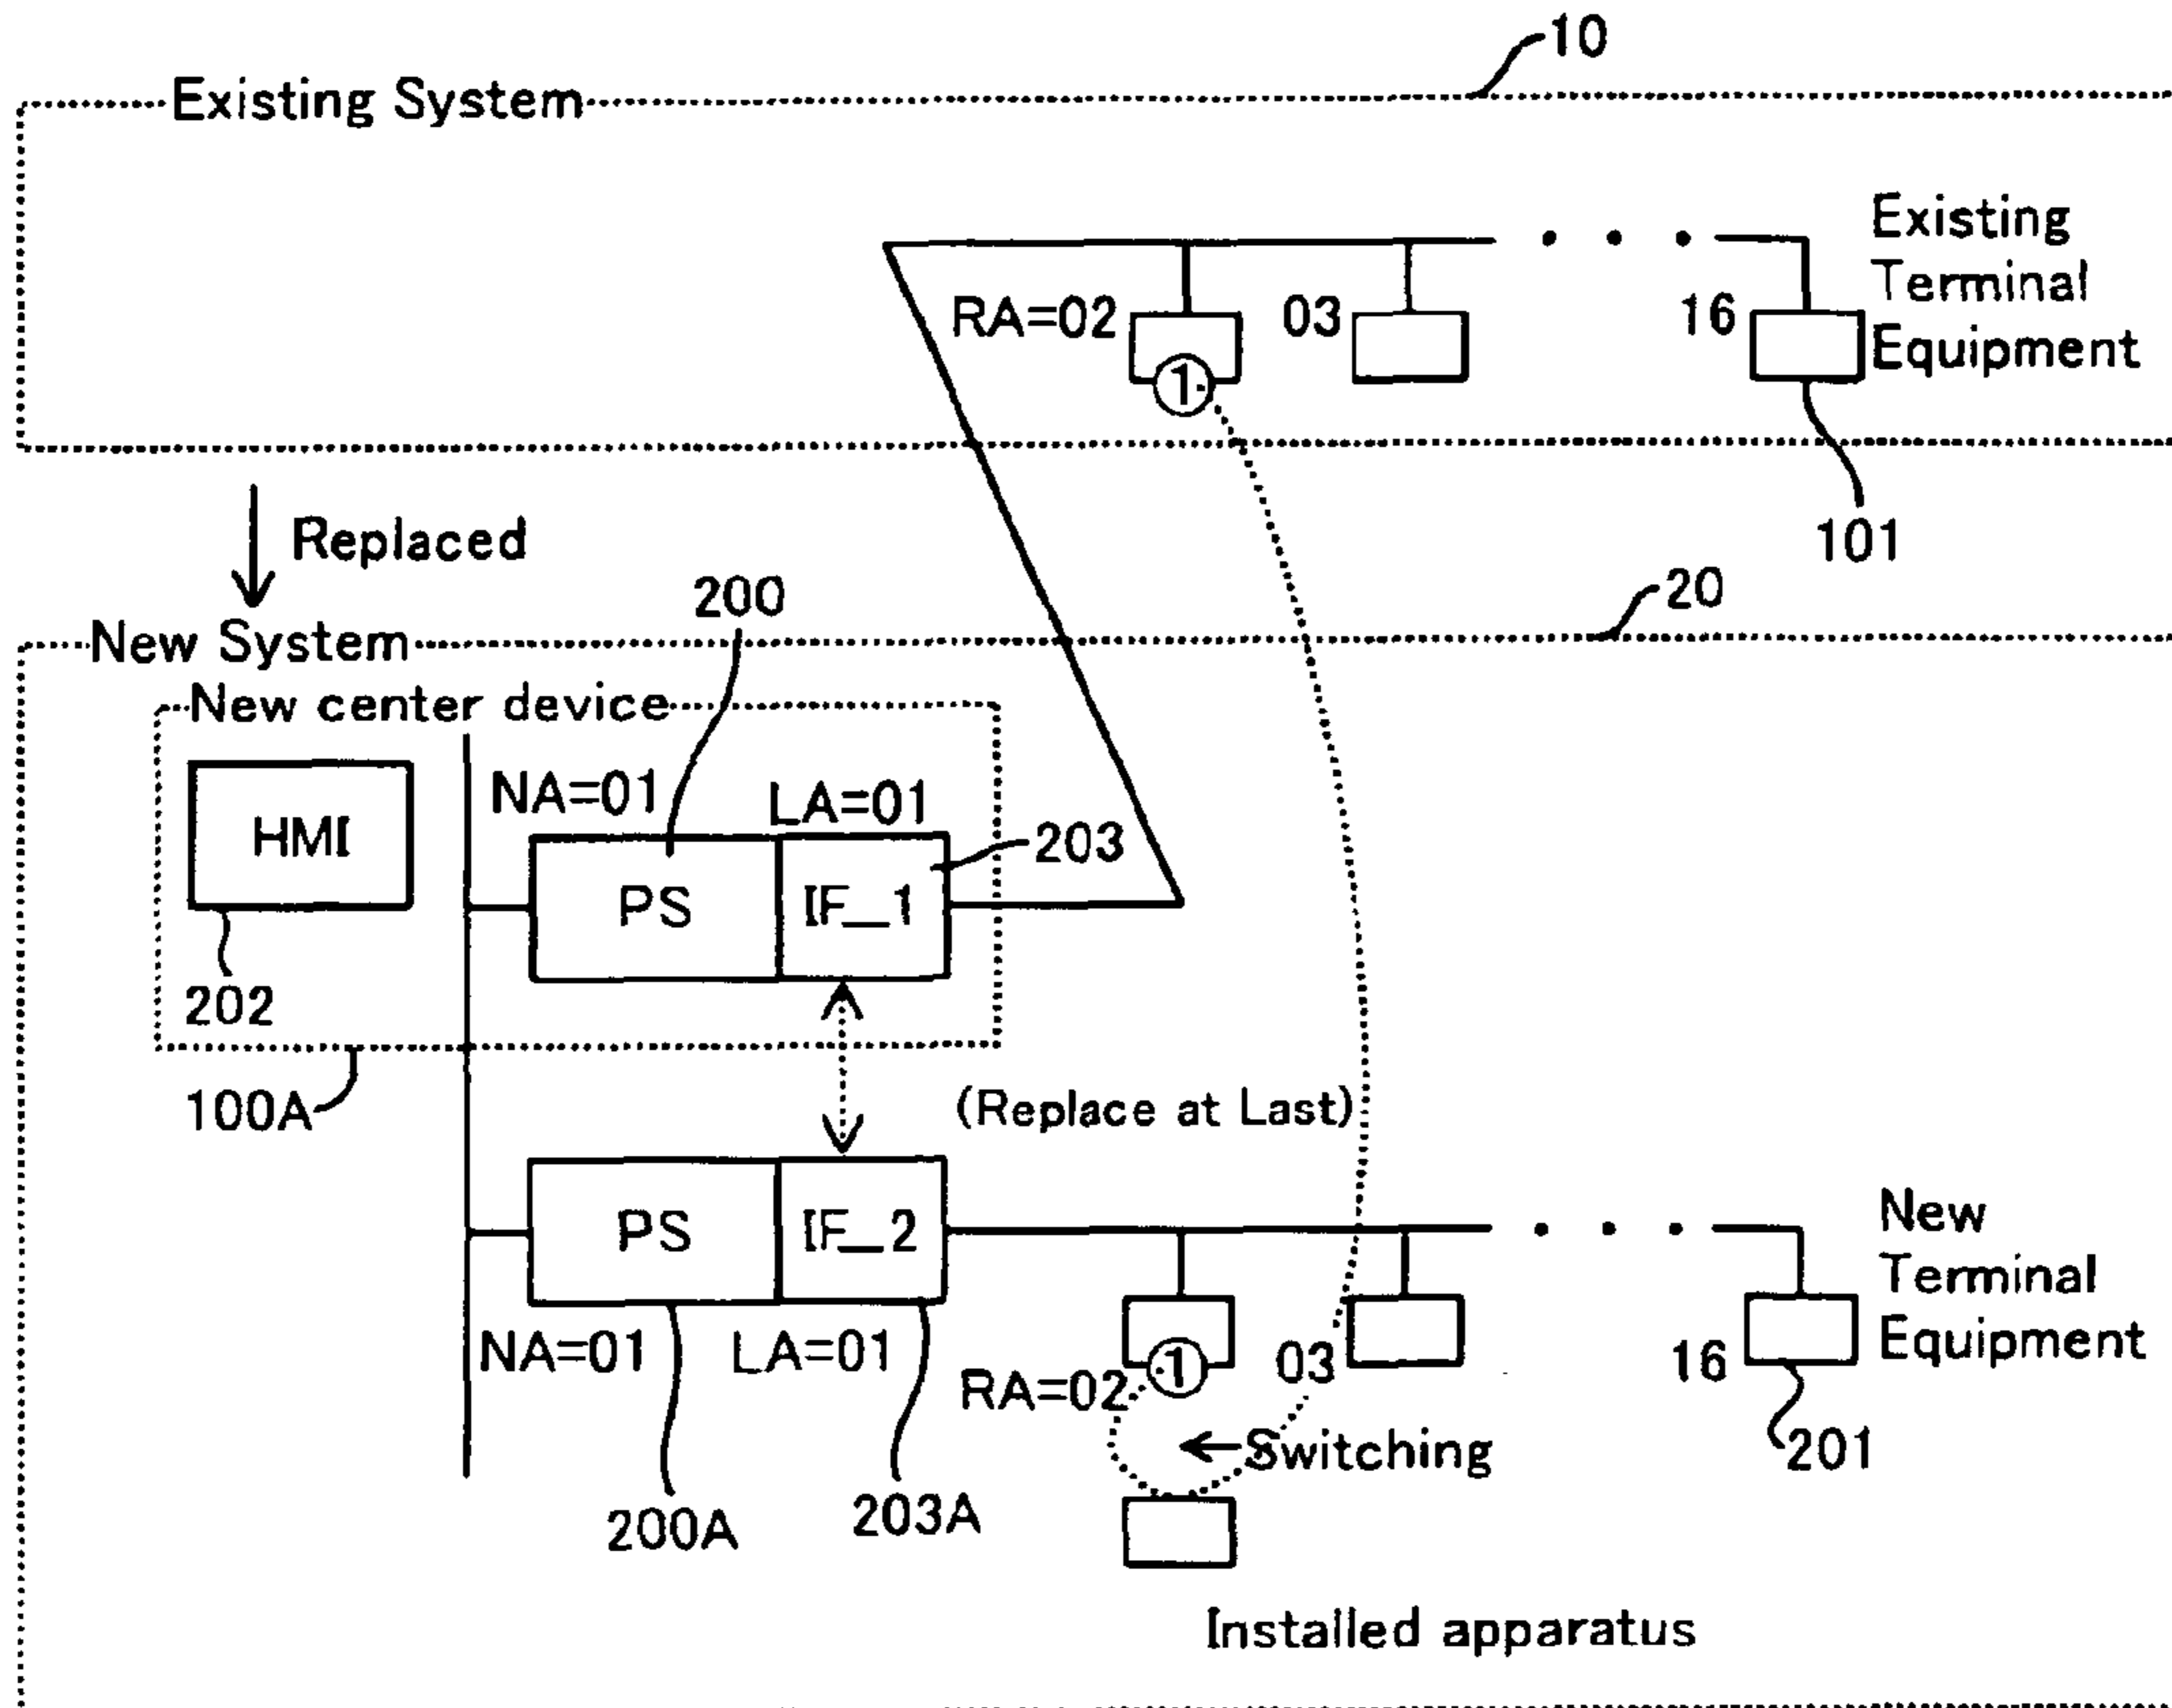 10
Existing System
Existing
Terminal
Equipment
RA=02
03
16
1
101
Replaced
200
20
New System
New center device
NA=01
LA=01
HMI
203
PS
IF_1
202
100A
(Replace at Last)
PS
IF_2
New
Terminal
Equipment
NA=01
LA=01
RA=02
1
03
16
Switching
201
200A
203A
Installed apparatus